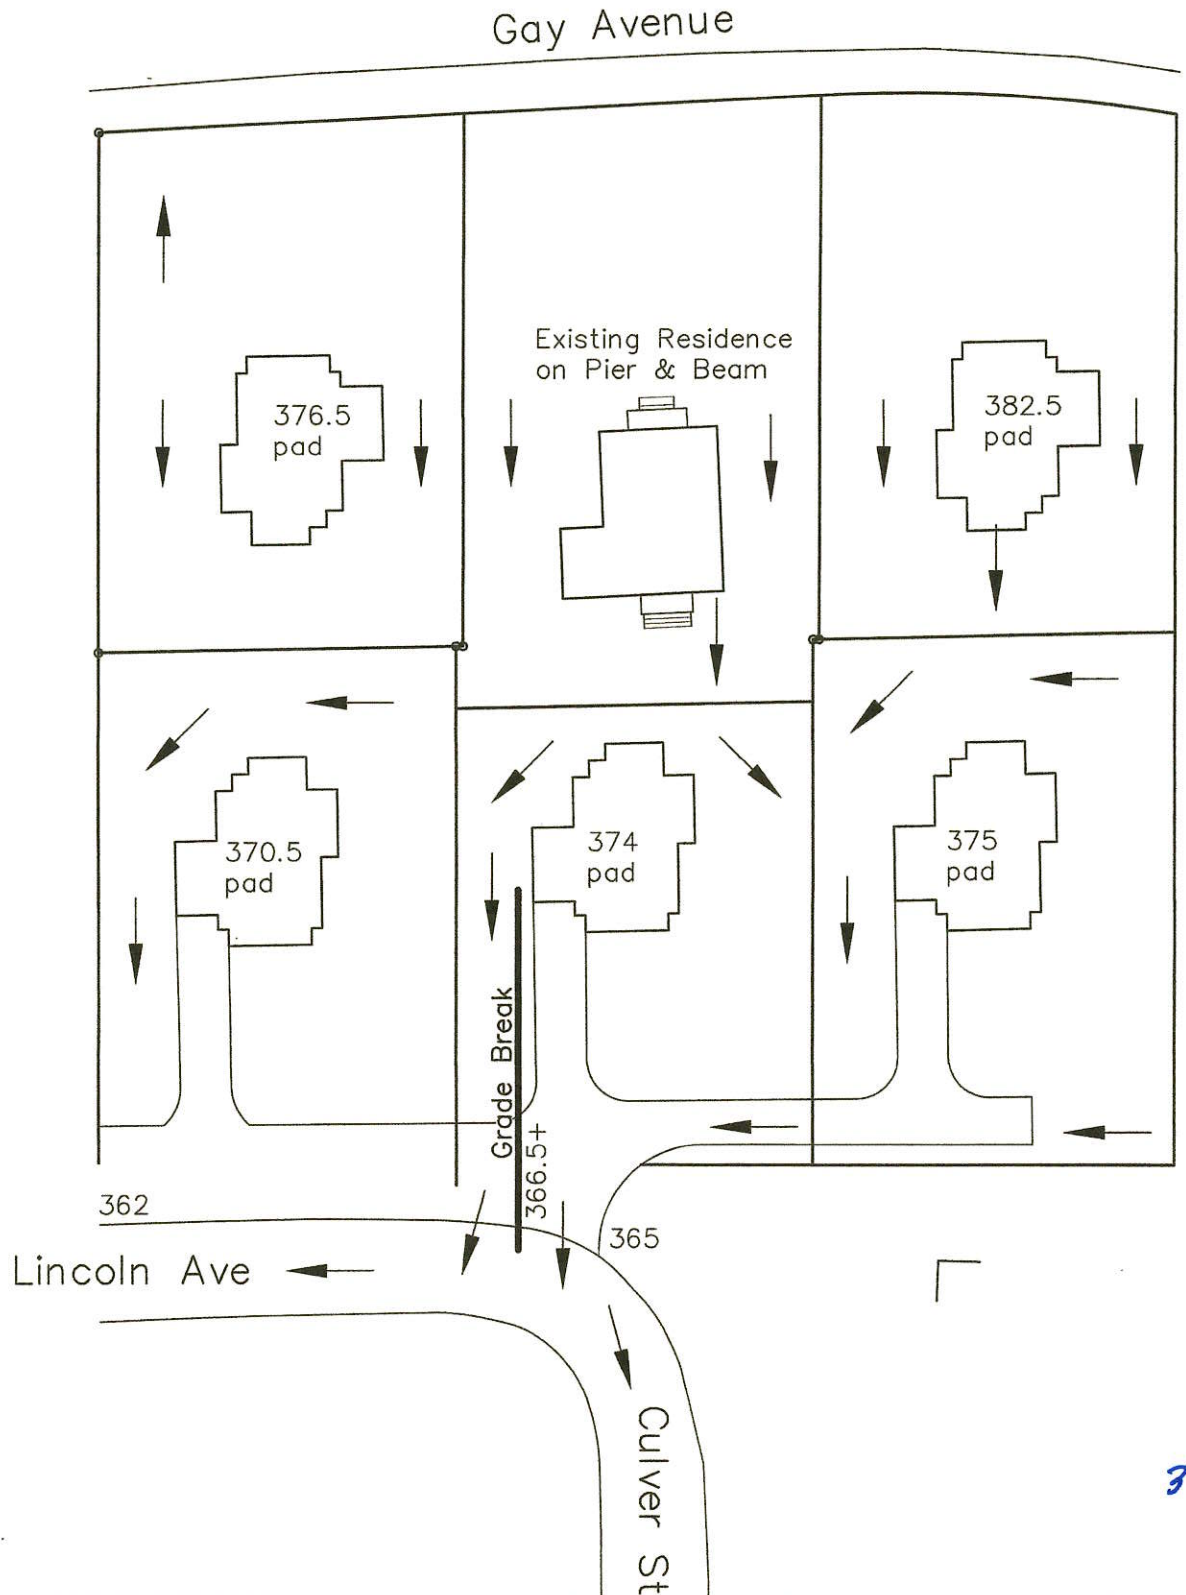 Gay Avenue
Existing Residence
on Pier & Beam
376.5
pad
382.5
pad
370.5
pad
374
pad
375
pad
Grade Break
366.5+
362
365
Lincoln Ave
Culver St
3